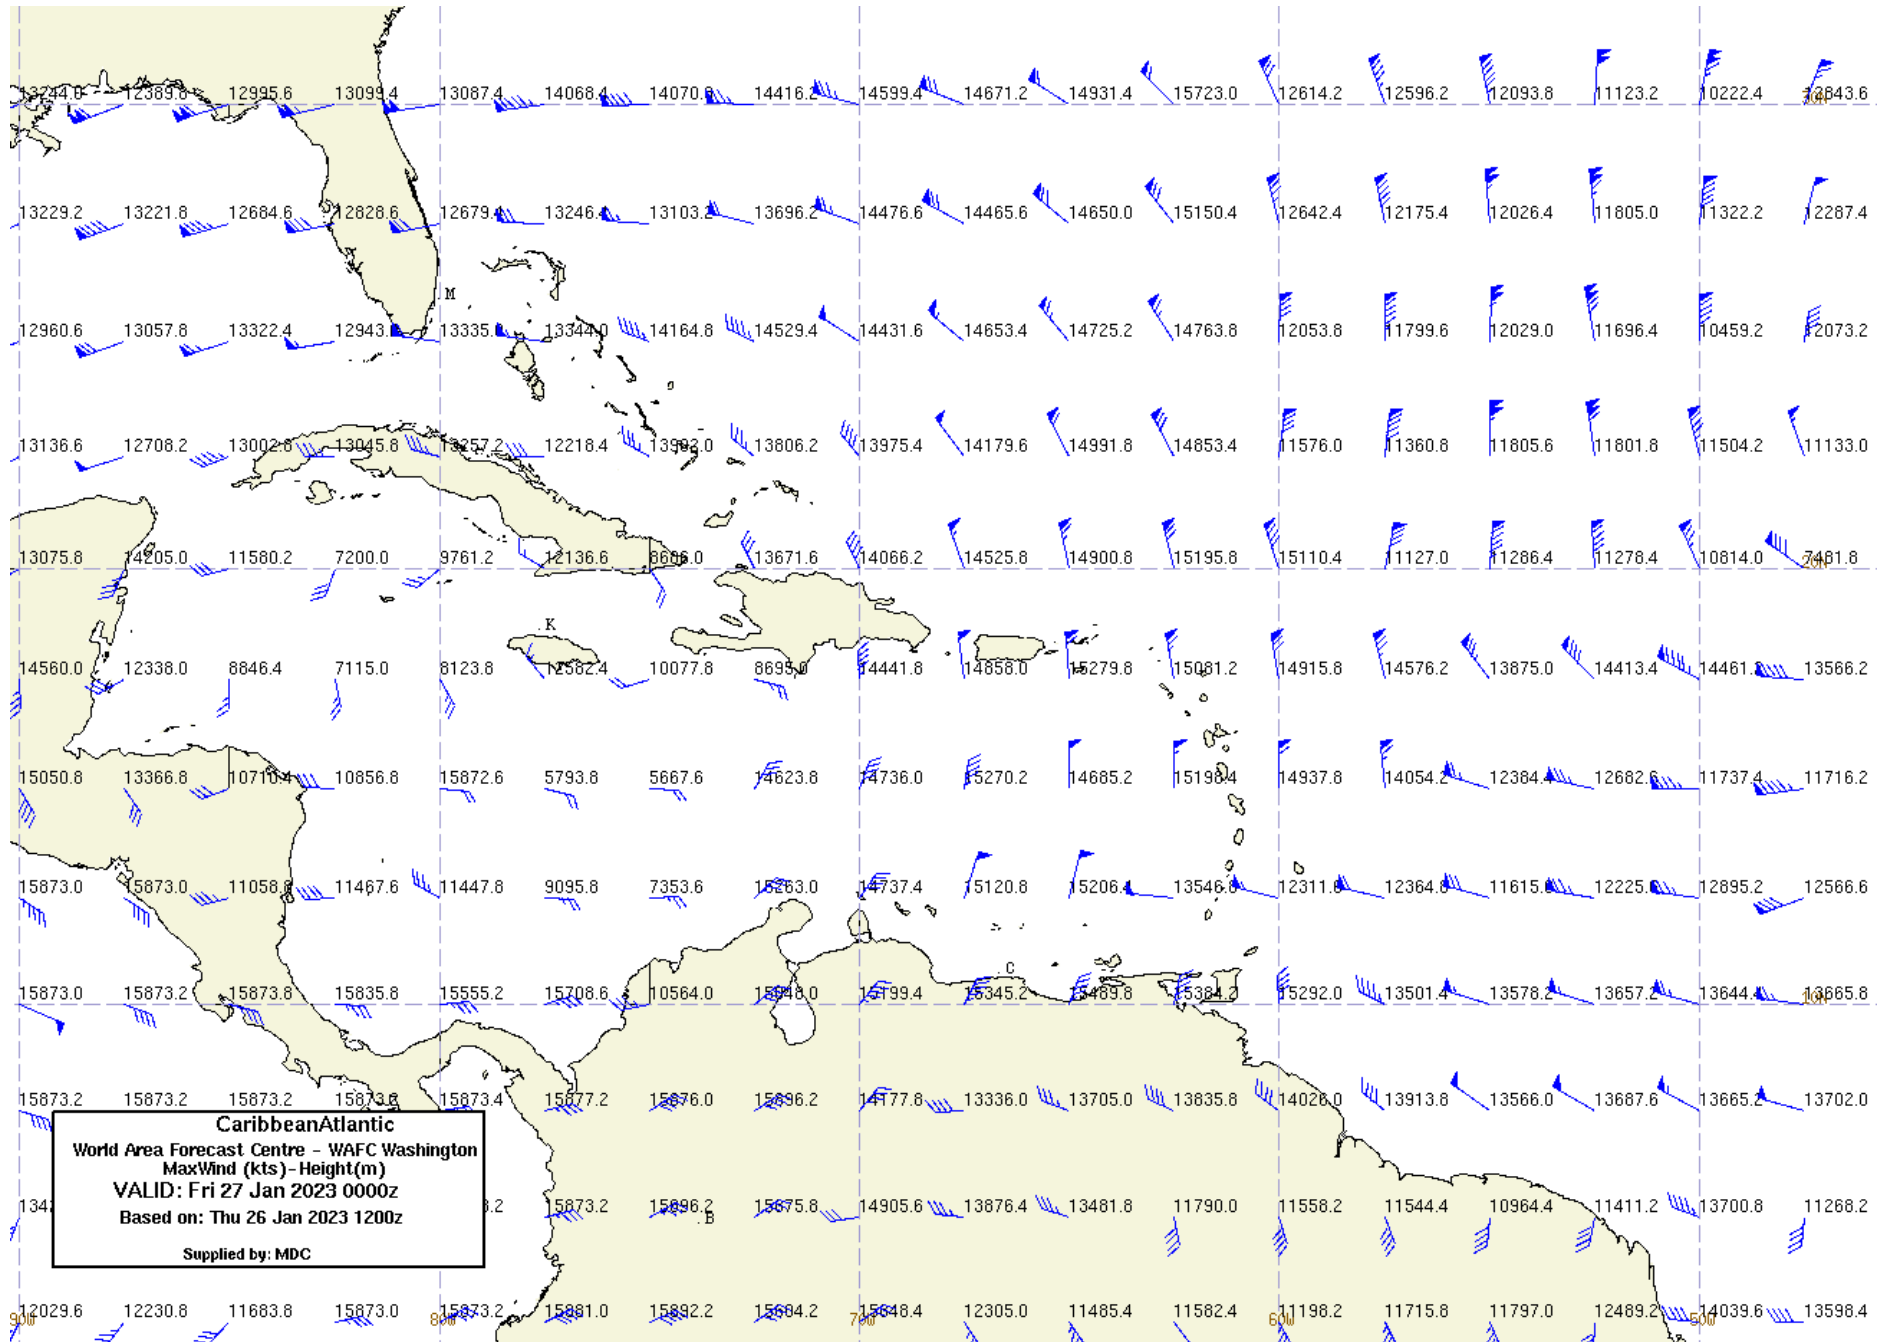 13744.0 12389.8 12995.6 13099.4 13087.4 14068.4 14070.0 14416.2 14599.4 14671.2 14931.4 15723.0 12614.2 12596.2 12093.8 11123.2 10222.4 12843.6
30N
13229.2 13221.8 12684.6 12828.6 12679.4 13246.4 13103.2 13696.2 14476.6 14465.6 14650.0 15150.4 12642.4 12175.4 12026.4 11805.0 11322.2 12287.4
M
12960.6 13057.8 13322.4 12943. 13335. 13344.0 14164.8 14529.4 14431.6 14653.4 14725.2 14763.8 12053.8 11799.6 12029.0 11696.4 10459.2 12073.2
13136.6 12708.2 13002.8 13045.8 13257.2 12218.4 13993.0 13806.2 13975.4 14179.6 14991.8 14853.4 11576.0 11360.8 11805.6 11801.8 11504.2 11133.0
13075.8 14205.0 11580.2 7200.0 9761.2 12136.6 8686.0 13671.6 14066.2 14525.8 14900.8 15195.8 15110.4 11127.0 11286.4 11278.4 10814.0 7481.8
20N
K
14560.0 12338.0 8846.4 7115.0 8123.8 12582.4 10077.8 8695.0 14441.8 14858.0 15279.8 15081.2 14915.8 14576.2 13875.0 14413.4 14461. 13566.2
15050.8 13366.8 10710.4 10856.8 15872.6 5793.8 5667.6 14623.8 14736.0 15270.2 14685.2 15198.4 14937.8 14054.2 12384.4 12682.6 11737.4 11716.2
15873.0 15873.0 11058.8 11467.6 11447.8 9095.8 7353.6 15263.0 14737.4 15120.8 15206.4 13546.8 12311.8 12364.8 11615. 12225. 12895.2 12566.6
C
15873.0 15873.2 15873.8 15835.8 15555.2 15708.6 10564.0 15848.0 15799.4 15345.2 15469.8 15364.2 15292.0 13501.4 13578.2 13657.2 13644.4 13665.8
10N
15873.2 15873.2 15873.2 15873.2 15873.4 15877.2 15876.0 15896.2 14177.8 13336.0 13705.0 13835.8 14026.0 13913.8 13566.0 13687.6 13665.2 13702.0
CaribbeanAtlantic
World Area Forecast Centre - WAFC Washington
MaxWind (kts)-Height(m)
VALID: Fri 27 Jan 2023 0000z
Based on: Thu 26 Jan 2023 1200z
Supplied by: MDC
15873.2 15896.2 15875.8 14905.6 13876.4 13481.8 11790.0 11558.2 11544.4 10964.4 11411.2 13700.8 11268.2
B
12029.6 12230.8 11683.8 15873.0 15873.2 15881.0 15892.2 15884.2 15848.4 12305.0 11485.4 11582.4 11198.2 11715.8 11797.0 12489.2 14039.6 13598.4
90W 80W 70W 60W 50W